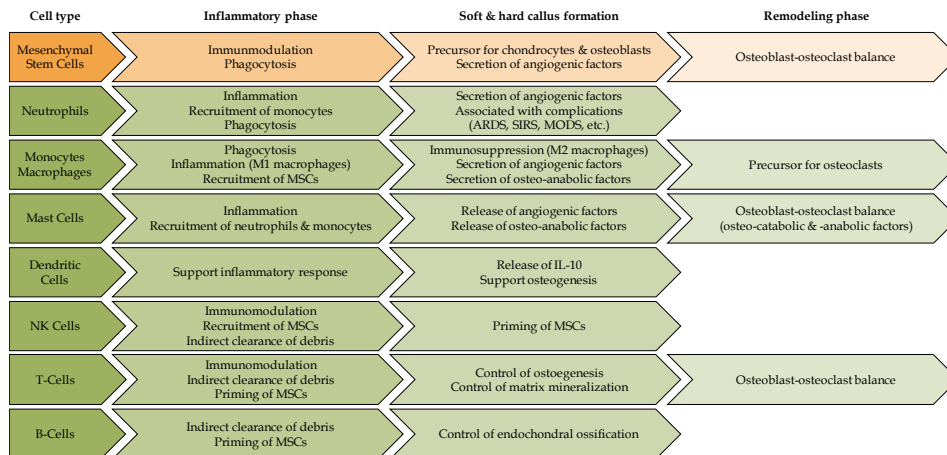 Cell type
Inflammatory phase
Soft & hard callus formation
Remodeling phase
Mesenchymal
Stem Cells
Immunmodulation
Phagocytosis
Precursor for chondrocytes & osteoblasts
Secretion of angiogenic factors
Osteoblast-osteoclast balance
Neutrophils
Inflammation
Recruitment of monocytes
Phagocytosis
Secretion of angiogenic factors
Associated with complications
(ARDS, SIRS, MODS, etc.)
Monocytes
Macrophages
Phagocytosis
Inflammation (M1 macrophages)
Recruitment of MSCs
Immunosuppression (M2 macrophages)
Secretion of angiogenic factors
Secretion of osteo-anabolic factors
Precursor for osteoclasts
Mast Cells
Inflammation
Recruitment of neutrophils & monocytes
Release of angiogenic factors
Release of osteo-anabolic factors
Osteoblast-osteoclast balance
(osteo-catabolic & -anabolic factors)
Dendritic
Cells
Support inflammatory response
Release of IL-10
Support osteogenesis
NK Cells
Immunomodulation
Recruitment of MSCs
Indirect clearance of debris
Priming of MSCs
T-Cells
Immunomodulation
Indirect clearance of debris
Priming of MSCs
Control of ostoegenesis
Control of matrix mineralization
Osteoblast-osteoclast balance
B-Cells
Indirect clearance of debris
Priming of MSCs
Control of endochondral ossification